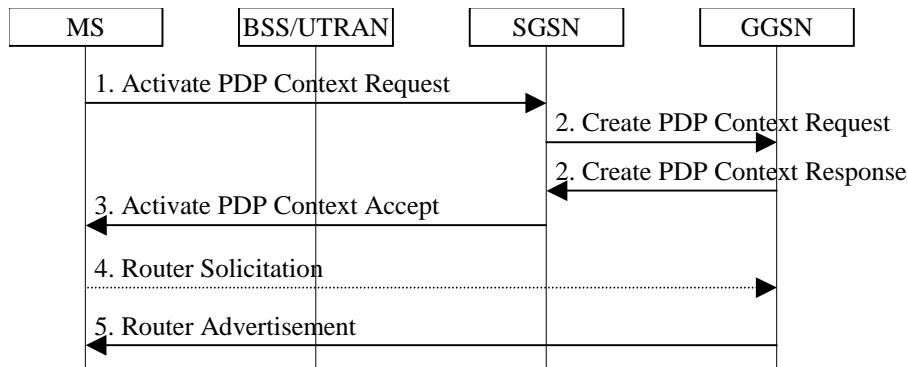 MS BSS/UTRAN SGSN GGSN
1. Activate PDP Context Request
2. Create PDP Context Request
2. Create PDP Context Response
3. Activate PDP Context Accept
4. Router Solicitation
5. Router Advertisement